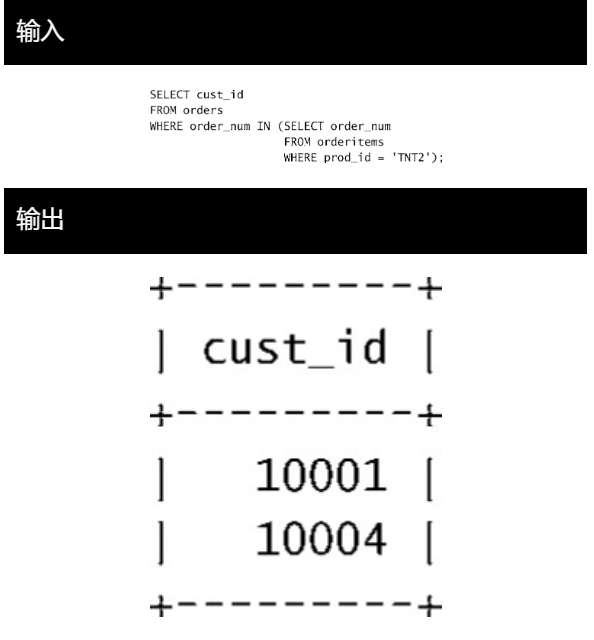 输入
SELECT cust_id
FROM orders
WHERE order_num IN (SELECT order_num
                    FROM orderitems
                    WHERE prod_id = 'TNT2');
输出
+----------+
| cust_id |
+----------+
|   10001 |
|   10004 |
+----------+